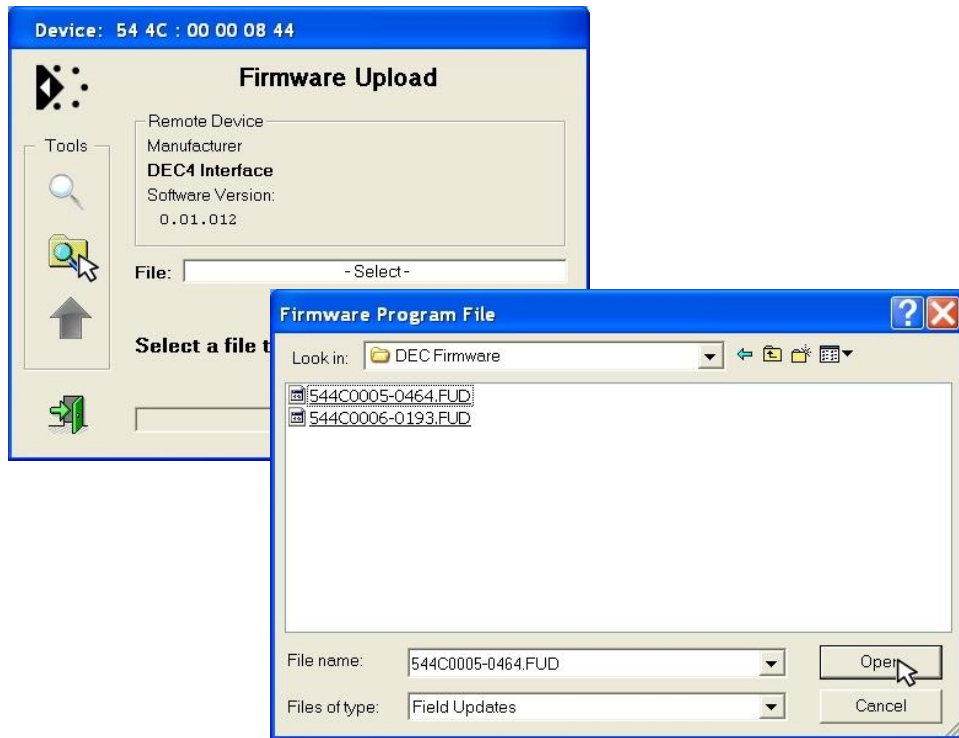 Device: 54 4C : 00 00 08 44
Firmware Upload
Tools
Remote Device
Manufacturer
DEC4 Interface
Software Version:
0.01.012
File:
- Select -
Select a file t
Firmware Program File
Look in:
DEC Firmware
544C0005-0464.FUD
544C0006-0193.FUD
File name:
544C0005-0464.FUD
Open
Files of type:
Field Updates
Cancel